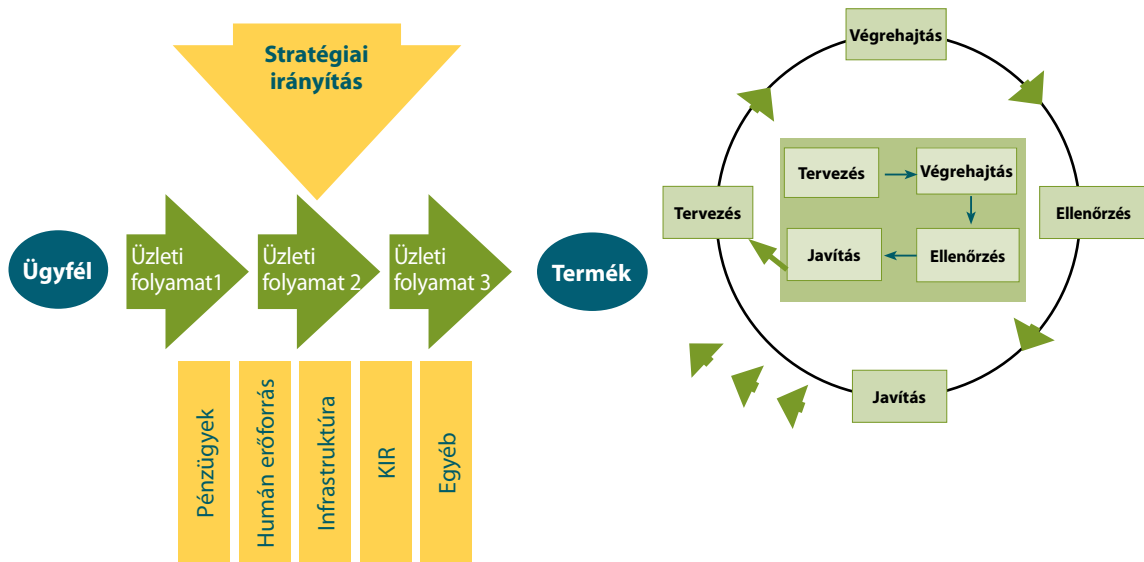 Stratégiai
irányítás
Ügyfél
Üzleti
folyamat1
Üzleti
folyamat 2
Üzleti
folyamat 3
Termék
Pénzügyek
Humán erőforrás
Infrastruktúra
KIR
Egyéb
Végrehajtás
Tervezés
Ellenőrzés
Javítás
Tervezés
Végrehajtás
Javítás
Ellenőrzés